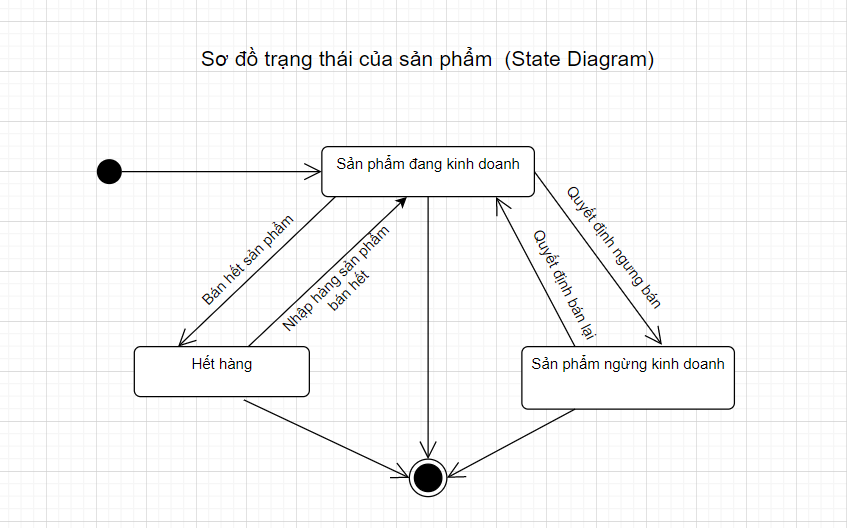 Sơ đồ trạng thái của sản phẩm (State Diagram)
Sản phẩm đang kinh doanh
Bán hết sản phẩm
Nhập hàng sản phẩm
bán hết
Quyết định bán lại
Quyết định ngưng bán
Hết hàng
Sản phẩm ngừng kinh doanh